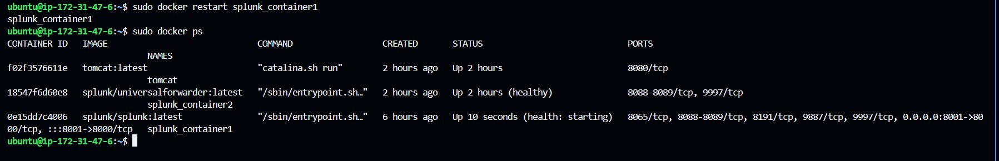 ubuntu@ip-172-31-47-6:~$ sudo docker restart splunk_container1
splunk_container1
ubuntu@ip-172-31-47-6:~$ sudo docker ps
CONTAINER ID   IMAGE                              COMMAND                  CREATED       STATUS                             PORTS
                            NAMES
f02f3576611e   tomcat:latest                      "catalina.sh run"        2 hours ago   Up 2 hours                         8080/tcp
                            tomcat
18547f6d60e8   splunk/universalforwarder:latest   "/sbin/entrypoint.sh…"   2 hours ago   Up 2 hours (healthy)               8088-8089/tcp, 9997/tcp
                            splunk_container2
0e15dd7c4006   splunk/splunk:latest               "/sbin/entrypoint.sh…"   6 hours ago   Up 10 seconds (health: starting)   8065/tcp, 8088-8089/tcp, 8191/tcp, 9887/tcp, 9997/tcp, 0.0.0.0:8001->80
00/tcp, :::8001->8000/tcp   splunk_container1
ubuntu@ip-172-31-47-6:~$